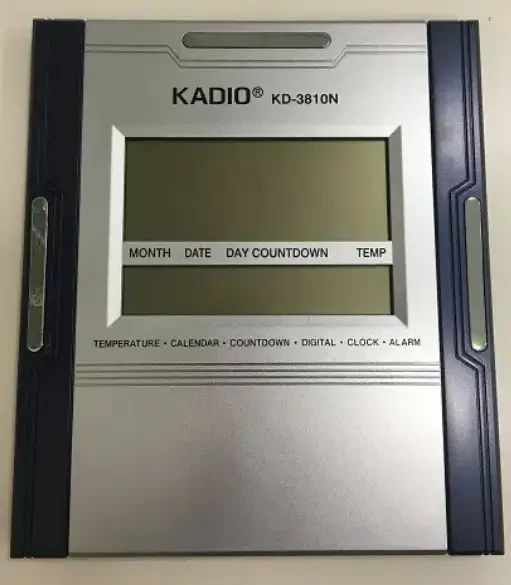 KADIO® KD-3810N
MONTH DATE DAY COUNTDOWN TEMP
TEMPERATURE • CALENDAR • COUNTDOWN • DIGITAL • CLOCK • ALARM